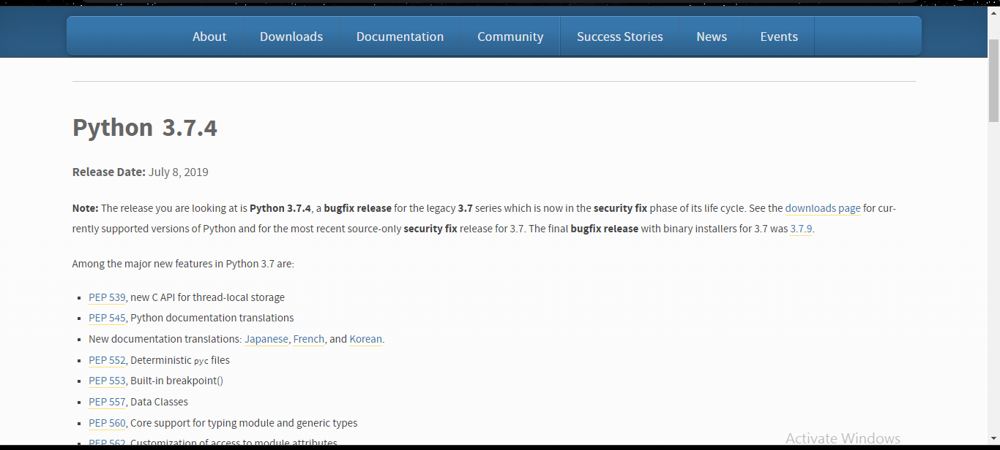 About Downloads Documentation Community Success Stories News Events
Python 3.7.4
Release Date: July 8, 2019
Note: The release you are looking at is Python 3.7.4, a bugfix release for the legacy 3.7 series which is now in the security fix phase of its life cycle. See the downloads page for cur-
rently supported versions of Python and for the most recent source-only security fix release for 3.7. The final bugfix release with binary installers for 3.7 was 3.7.9.
Among the major new features in Python 3.7 are:
PEP 539, new C API for thread-local storage
PEP 545, Python documentation translations
New documentation translations: Japanese, French, and Korean.
PEP 552, Deterministic pyc files
PEP 553, Built-in breakpoint()
PEP 557, Data Classes
PEP 560, Core support for typing module and generic types
PEP 562, Customization of access to module attributes
Activate Windows